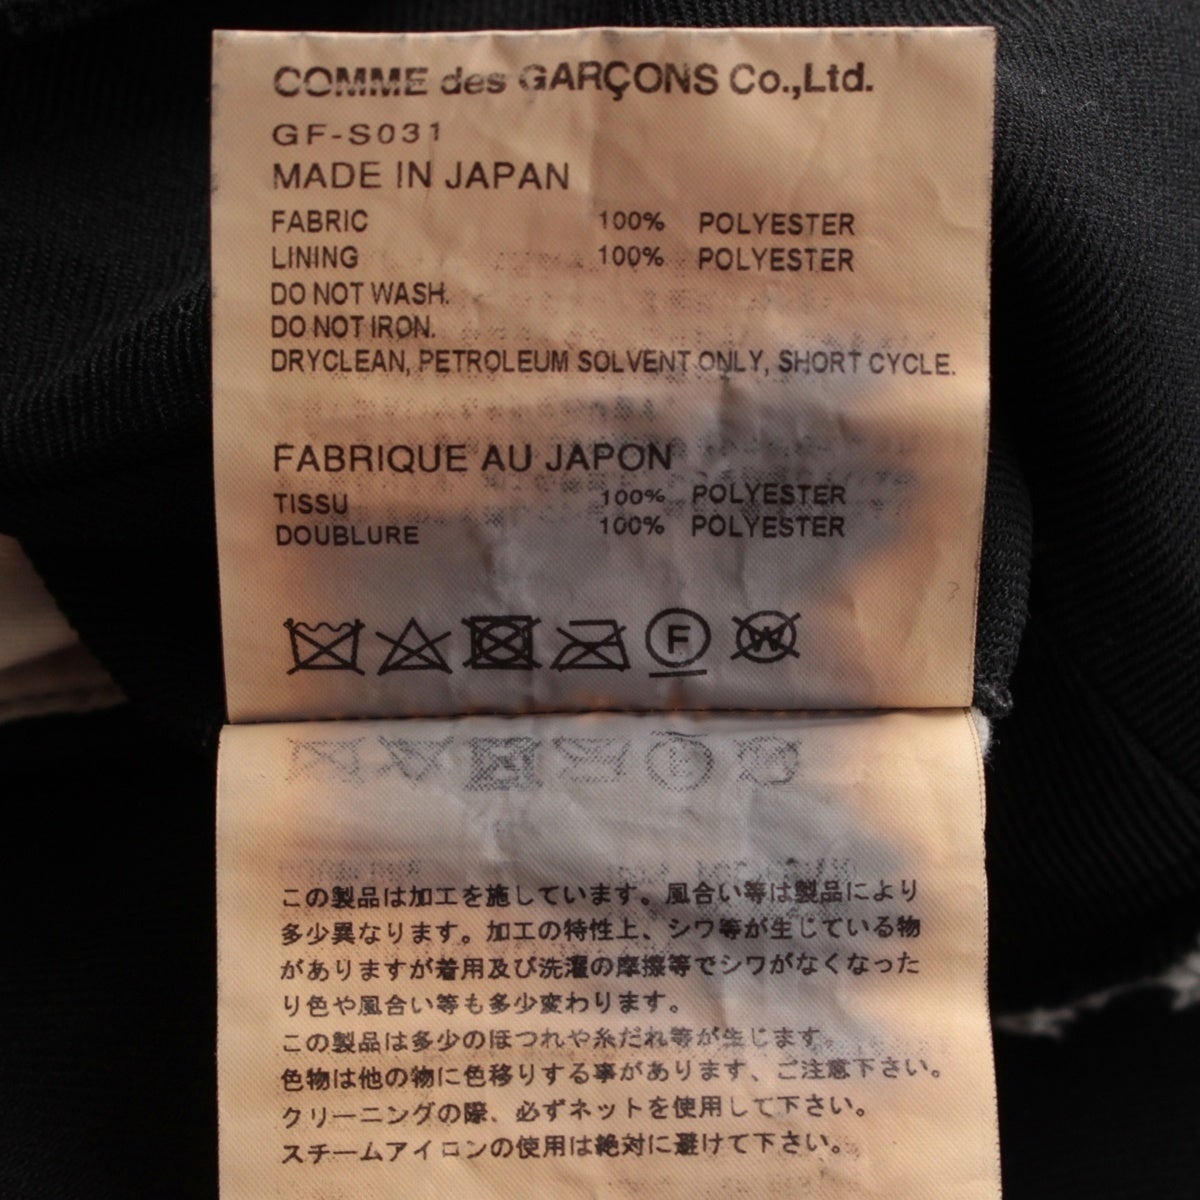 COMME des GARÇONS Co.,Ltd.
GF-S031
MADE IN JAPAN
FABRIC 100% POLYESTER
LINING 100% POLYESTER
DO NOT WASH.
DO NOT IRON.
DRYCLEAN, PETROLEUM SOLVENT ONLY, SHORT CYCLE.
FABRIQUE AU JAPON
TISSU 100% POLYESTER
DOUBLURE 100% POLYESTER
F W
この製品は加工を施しています。風合い等は製品により
多少異なります。加工の特性上、シワ等が生じている物
がありますが着用及び洗濯の摩擦等でシワがなくなった
り色や風合い等も多少変わります。
この製品は多少のほつれや糸だれ等が生じます。
色物は他の物に色移りする事があります、ご注意下さい。
クリーニングの際、必ずネットを使用して下さい。
スチームアイロンの使用は絶対に避けて下さい。